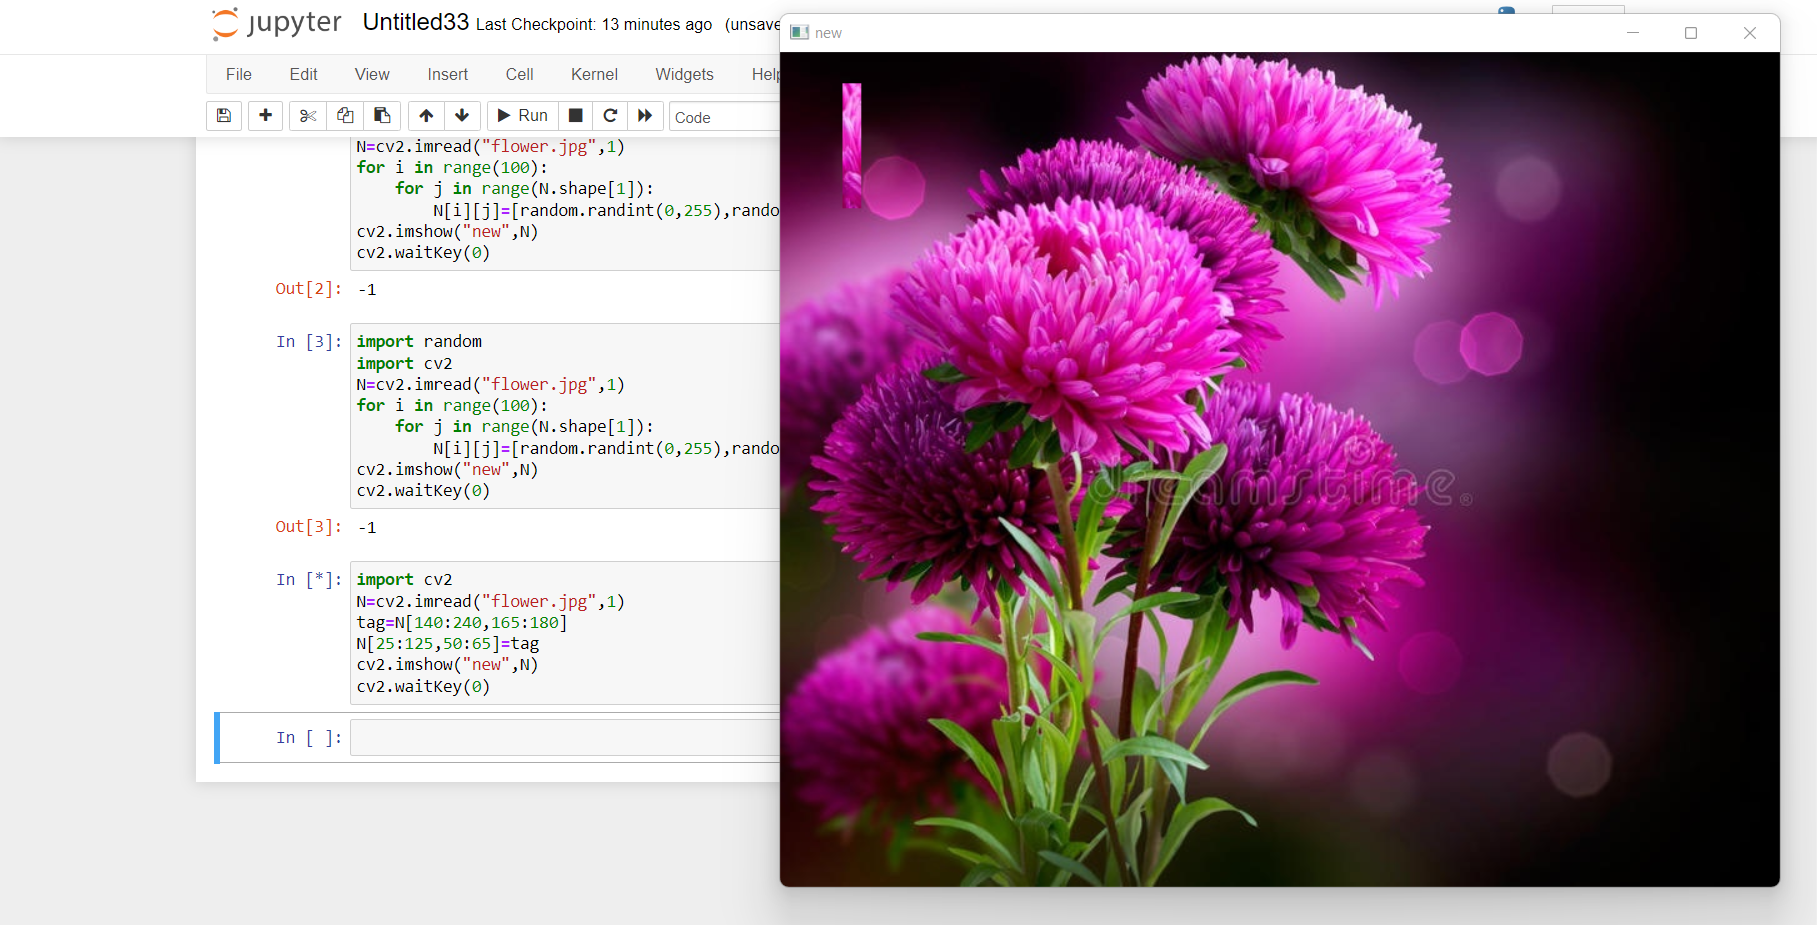 jupyter Untitled33 Last Checkpoint: 13 minutes ago (unsave
File Edit View Insert Cell Kernel Widgets Help
Run Code
N=cv2.imread("flower.jpg",1)
for i in range(100):
    for j in range(N.shape[1]):
        N[i][j]=[random.randint(0,255),rando
cv2.imshow("new",N)
cv2.waitKey(0)
Out[2]: -1
In [3]: import random
import cv2
N=cv2.imread("flower.jpg",1)
for i in range(100):
    for j in range(N.shape[1]):
        N[i][j]=[random.randint(0,255),rando
cv2.imshow("new",N)
cv2.waitKey(0)
Out[3]: -1
In [*]: import cv2
N=cv2.imread("flower.jpg",1)
tag=N[140:240,165:180]
N[25:125,50:65]=tag
cv2.imshow("new",N)
cv2.waitKey(0)
In [ ]:
new
dreamstime®